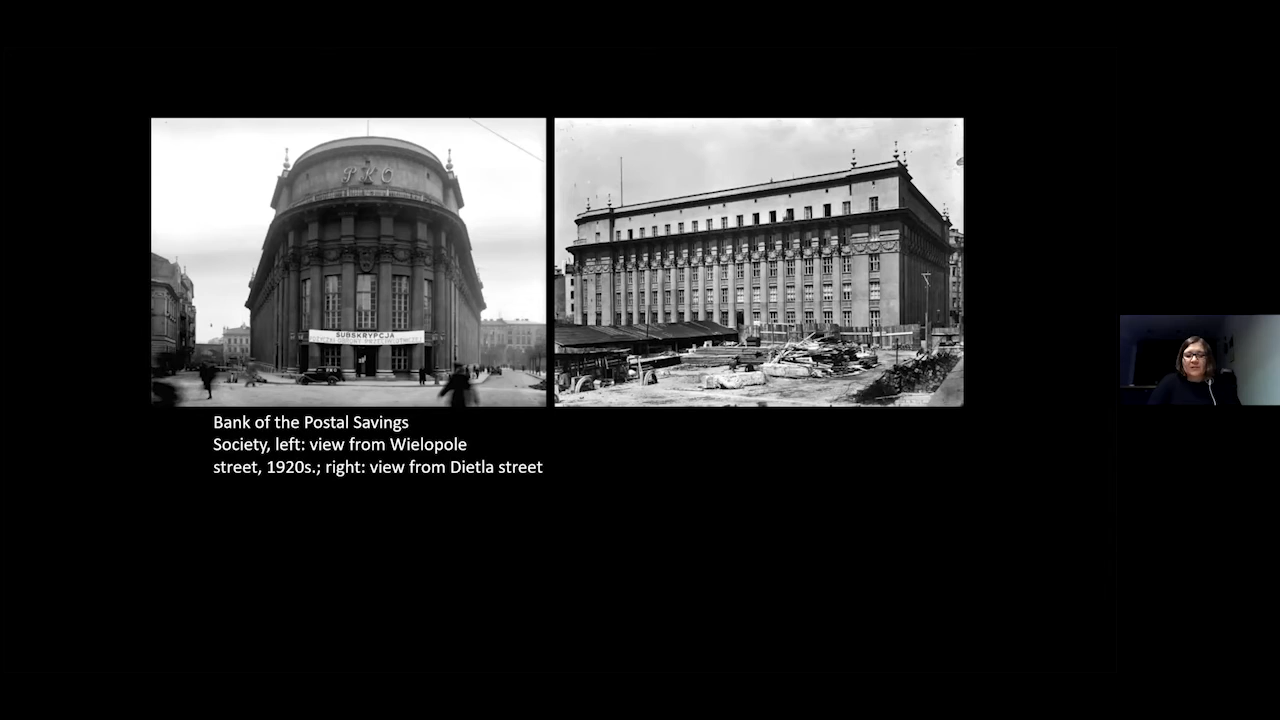 PKO
SUBSKRYPCJA
Bank of the Postal Savings
Society, left: view from Wielopole
street, 1920s.; right: view from Dietla street